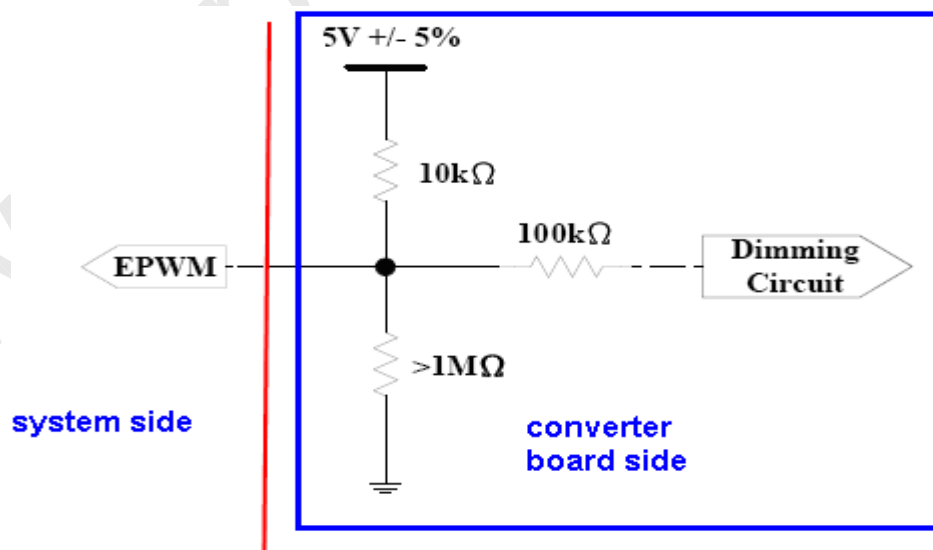 5V +/- 5%
10kΩ
100kΩ
EPWM
Dimming
Circuit
>1MΩ
system side
converter
board side